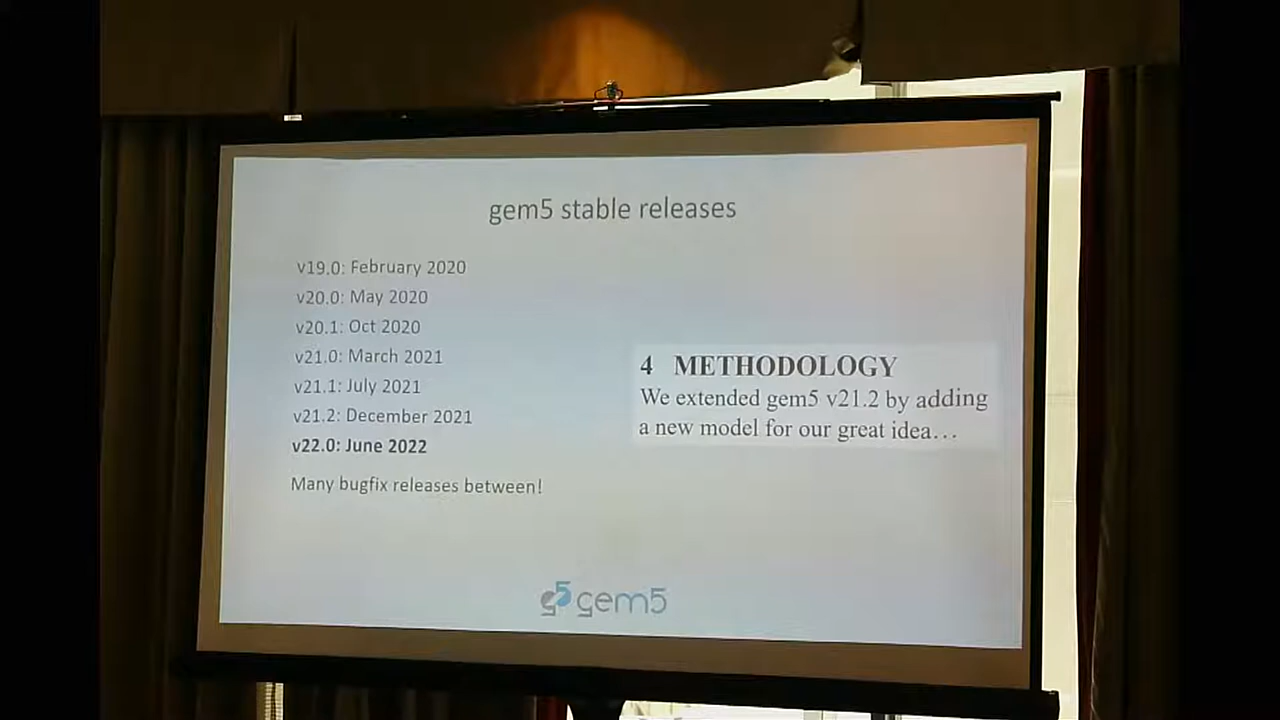 gem5 stable releases
v19.0: February 2020
v20.0: May 2020
v20.1: Oct 2020
v21.0: March 2021
v21.1: July 2021
v21.2: December 2021
v22.0: June 2022
Many bugfix releases between!
4 METHODOLOGY
We extended gem5 v21.2 by adding
a new model for our great idea…
gem5